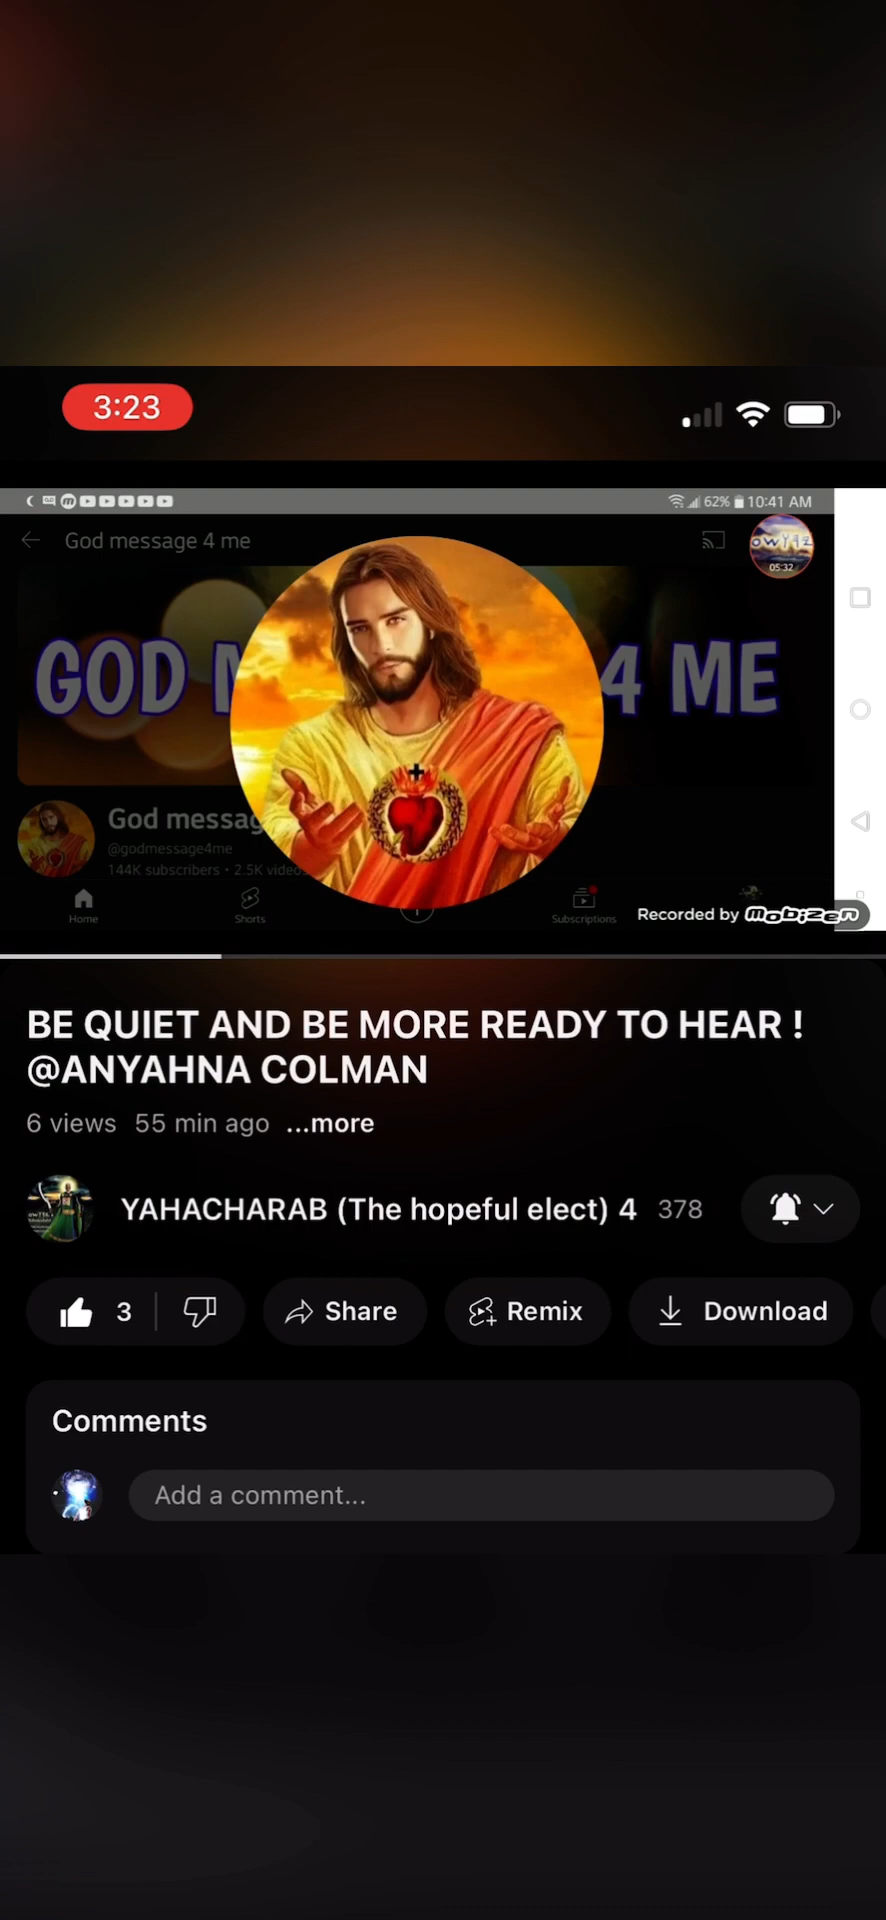 3:23
62% 10:41 AM
God message 4 me
05:32
GOD M 4 ME
God messag
@godmessage4me
144K subscribers • 2.5K videos
Home
Shorts
Subscriptions
Recorded by mobizen
BE QUIET AND BE MORE READY TO HEAR !
@ANYAHNA COLMAN
6 views 55 min ago ...more
YAHACHARAB (The hopeful elect) 4 378
3 Share Remix Download
Comments
Add a comment...